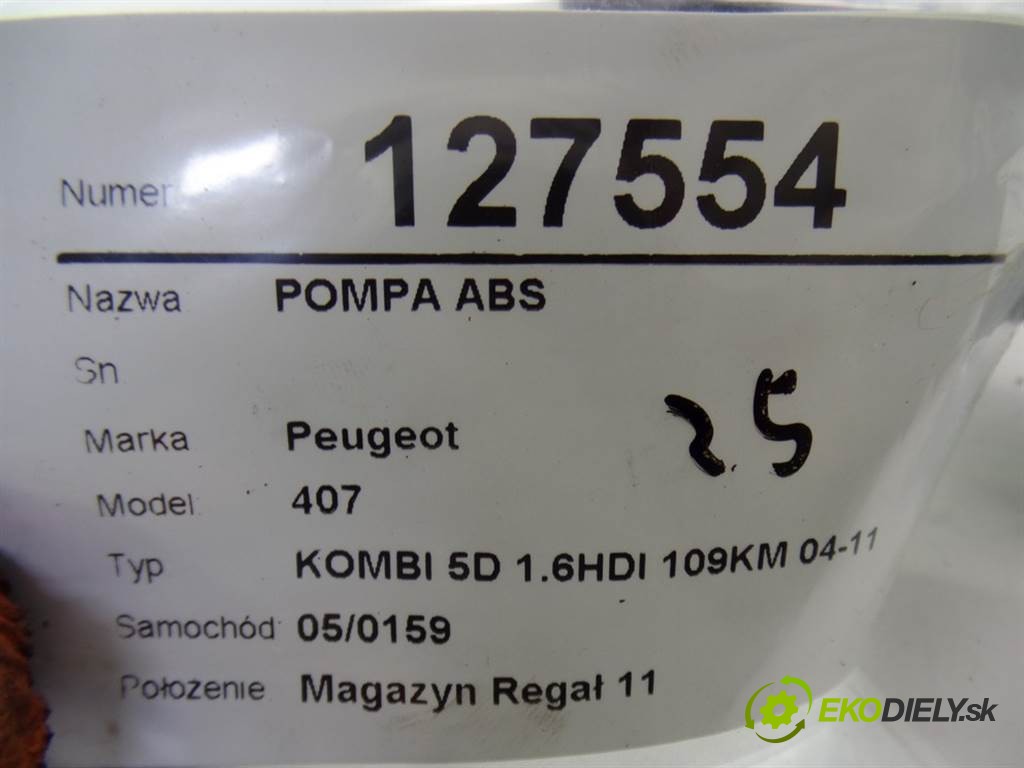 Numer 127554
Nazwa POMPA ABS
Sn
25
Marka Peugeot
Model 407
Typ KOMBI 5D 1.6HDI 109KM 04-11
Samochód 05/0159
Położenie Magazyn Regał 11
EKODIELY.sk